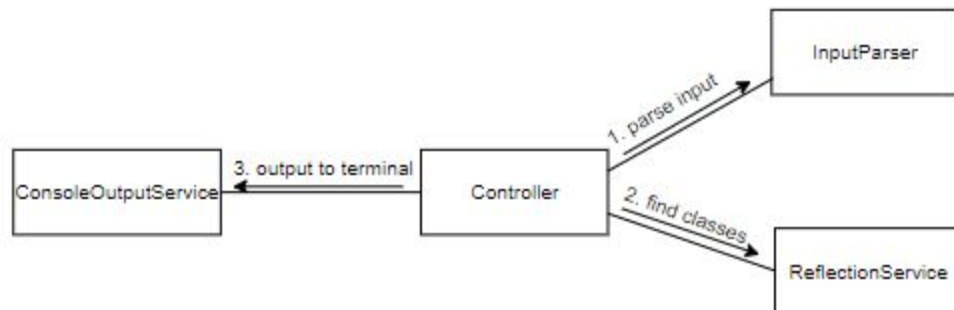 InputParser
1. parse input
ConsoleOutputService
3. output to terminal
Controller
2. find classes
ReflectionService